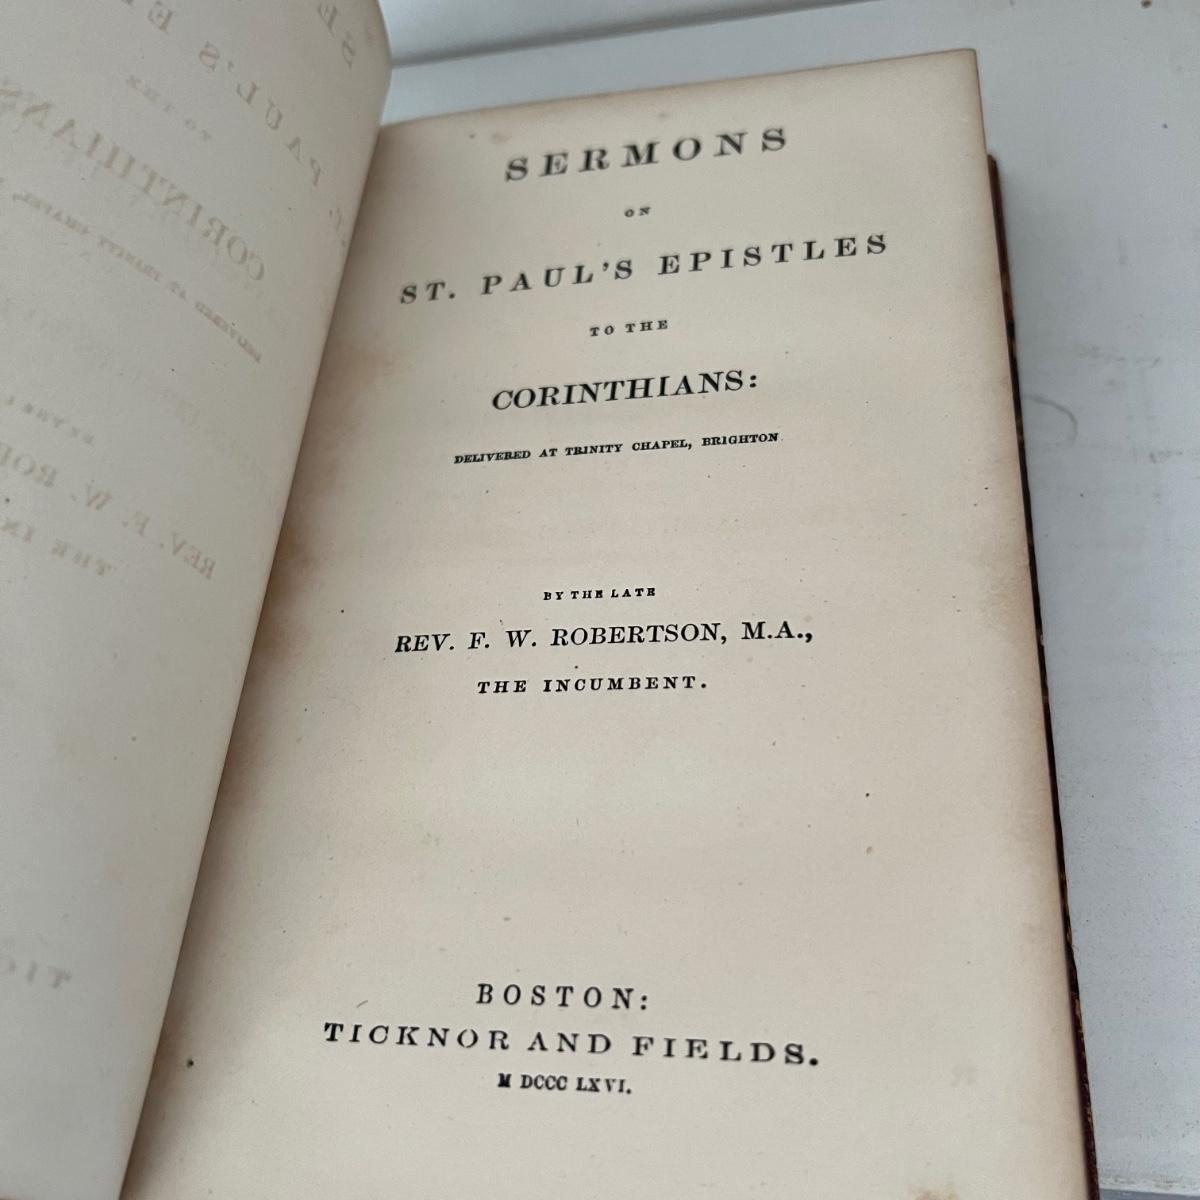 SERMONS
ON
ST. PAUL'S EPISTLES
TO THE
CORINTHIANS:
DELIVERED AT TRINITY CHAPEL, BRIGHTON.
BY THE LATE
REV. F. W. ROBERTSON, M.A.,
THE INCUMBENT.
BOSTON:
TICKNOR AND FIELDS.
M DCCC LXVI.